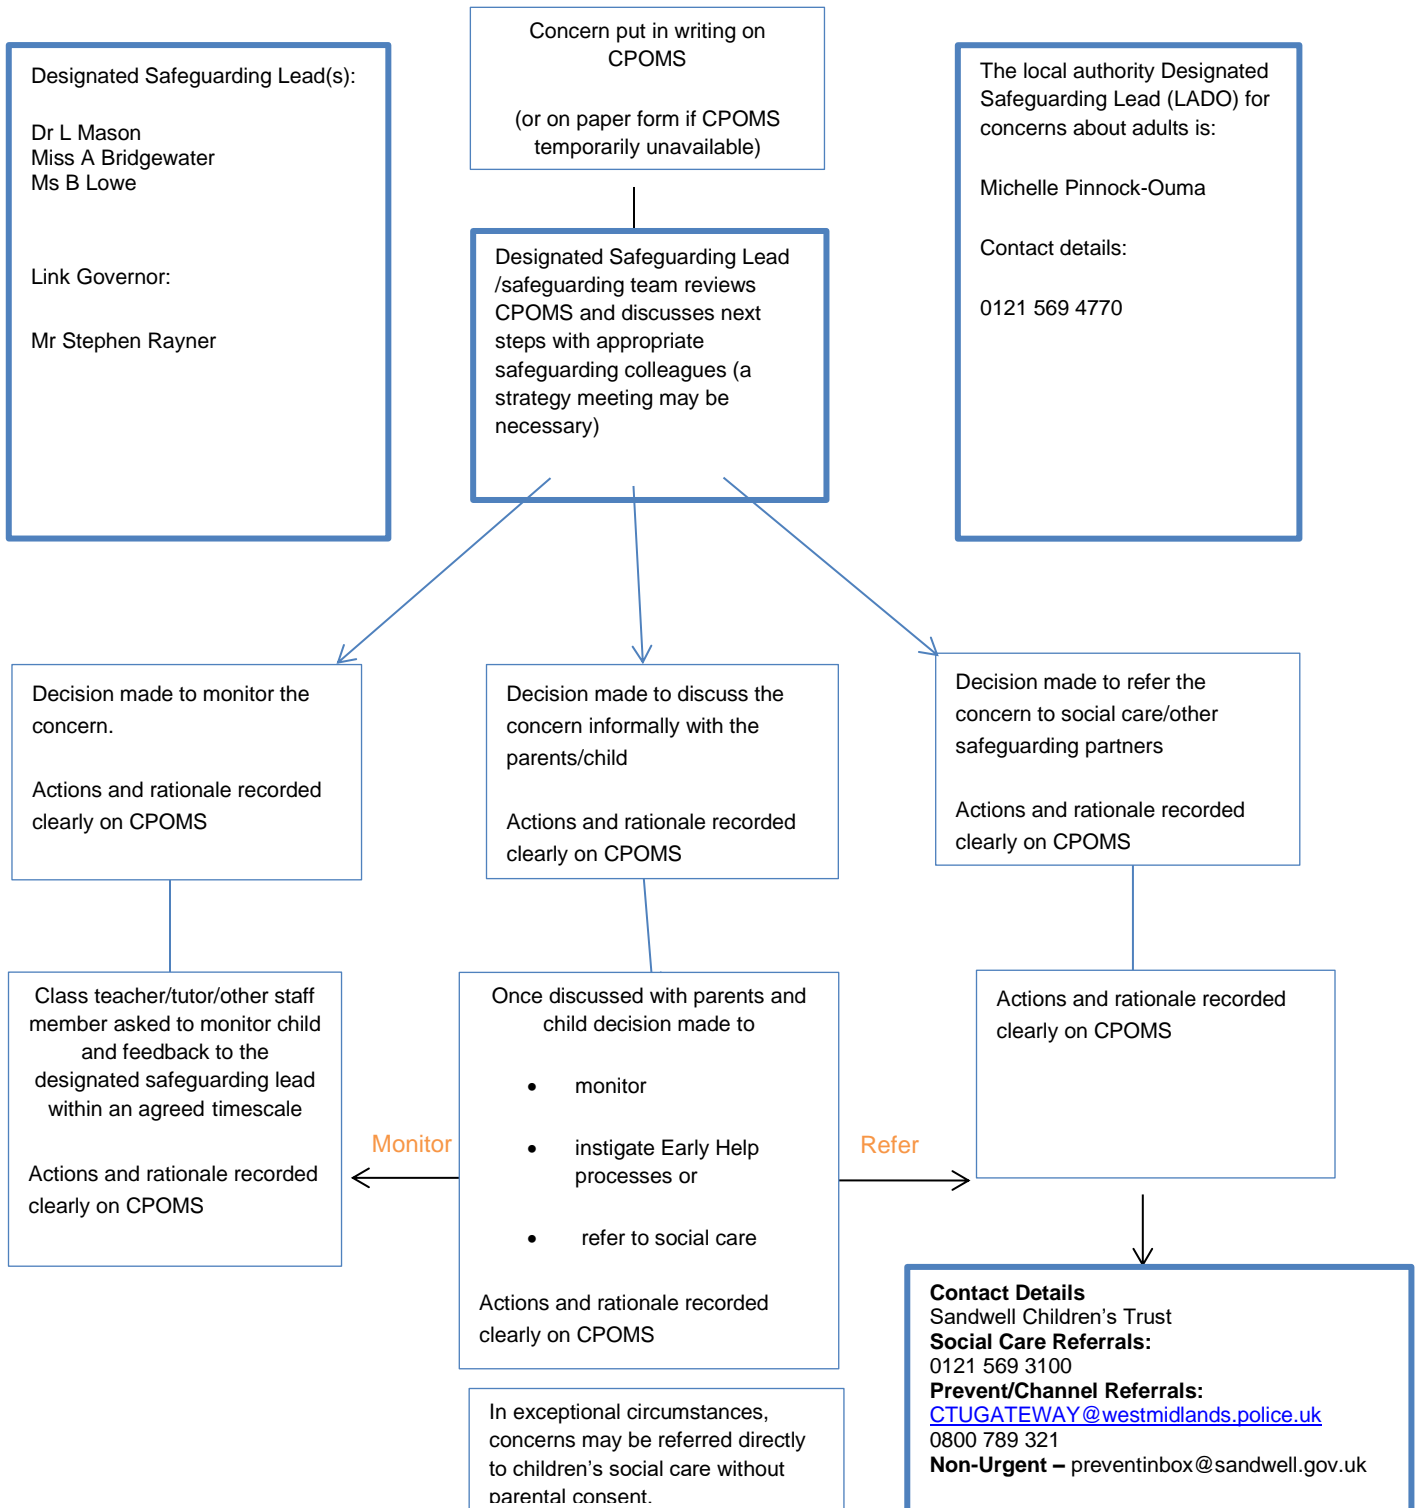 Concern put in writing on
CPOMS
(or on paper form if CPOMS
temporarily unavailable)
Designated Safeguarding Lead(s):
Dr L Mason
Miss A Bridgewater
Ms B Lowe
Link Governor:
Mr Stephen Rayner
The local authority Designated
Safeguarding Lead (LADO) for
concerns about adults is:
Michelle Pinnock-Ouma
Contact details:
0121 569 4770
Designated Safeguarding Lead
/safeguarding team reviews
CPOMS and discusses next
steps with appropriate
safeguarding colleagues (a
strategy meeting may be
necessary)
Decision made to monitor the
concern.
Actions and rationale recorded
clearly on CPOMS
Decision made to discuss the
concern informally with the
parents/child
Actions and rationale recorded
clearly on CPOMS
Decision made to refer the
concern to social care/other
safeguarding partners
Actions and rationale recorded
clearly on CPOMS
Class teacher/tutor/other staff
member asked to monitor child
and feedback to the
designated safeguarding lead
within an agreed timescale
Actions and rationale recorded
clearly on CPOMS
Monitor
Once discussed with parents and
child decision made to
• monitor
• instigate Early Help
processes or
• refer to social care
Actions and rationale recorded
clearly on CPOMS
Refer
Actions and rationale recorded
clearly on CPOMS
In exceptional circumstances,
concerns may be referred directly
to children’s social care without
parental consent.
Contact Details
Sandwell Children’s Trust
Social Care Referrals:
0121 569 3100
Prevent/Channel Referrals:
CTUGATEWAY@westmidlands.police.uk
0800 789 321
Non-Urgent – preventinbox@sandwell.gov.uk